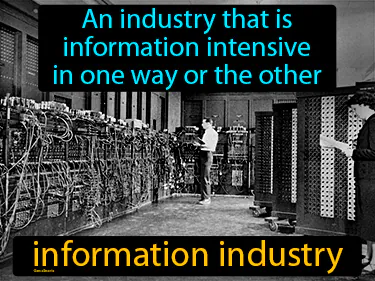 An industry that is
information intensive
in one way or the other
information industry